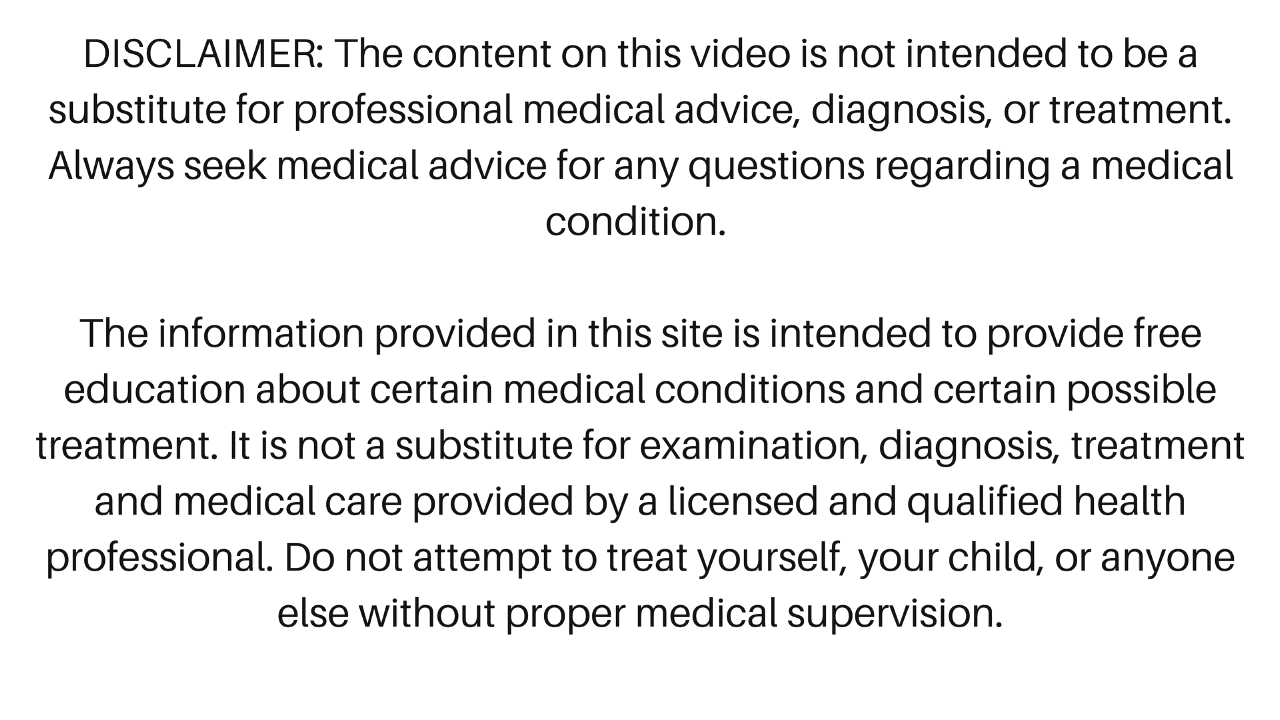 DISCLAIMER: The content on this video is not intended to be a
substitute for professional medical advice, diagnosis, or treatment.
Always seek medical advice for any questions regarding a medical
condition.
The information provided in this site is intended to provide free
education about certain medical conditions and certain possible
treatment. It is not a substitute for examination, diagnosis, treatment
and medical care provided by a licensed and qualified health
professional. Do not attempt to treat yourself, your child, or anyone
else without proper medical supervision.